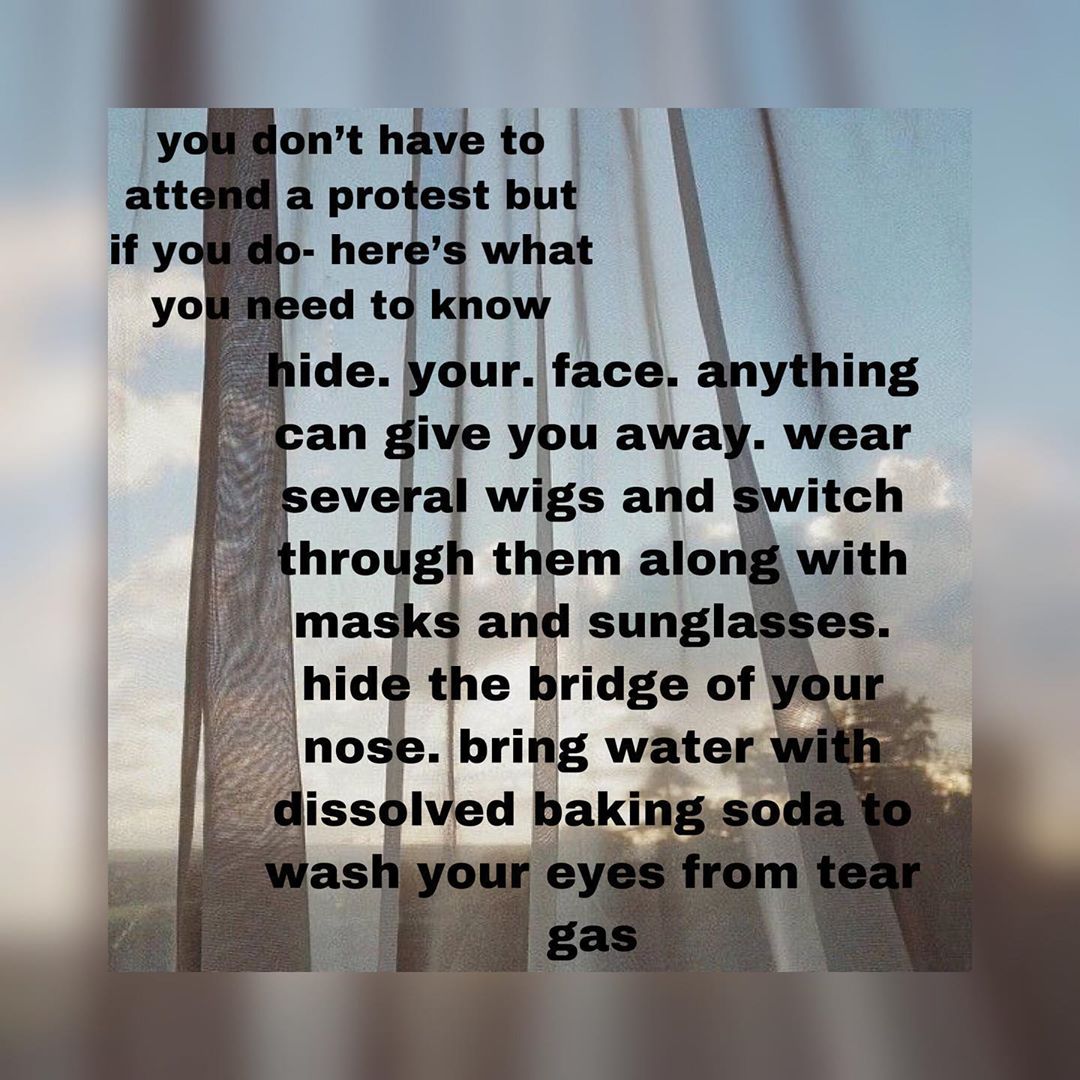 you don’t have to
attend a protest but
if you do- here’s what
you need to know
hide. your. face. anything
can give you away. wear
several wigs and switch
through them along with
masks and sunglasses.
hide the bridge of your
nose. bring water with
dissolved baking soda to
wash your eyes from tear
gas